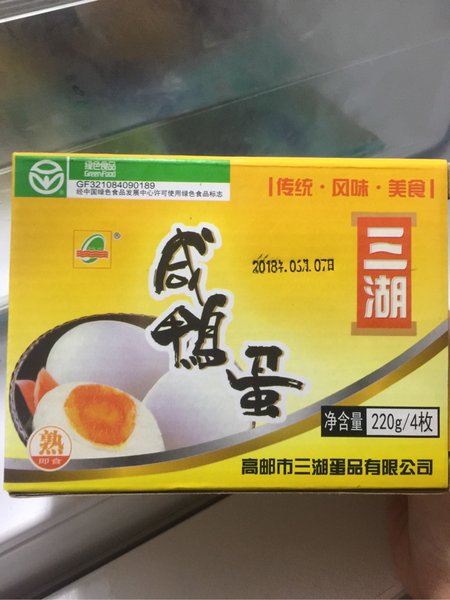 绿色食品
GreenFood
GF321084090189
经中国绿色食品发展中心许可使用绿色食品标志
传统·风味·美食
®
三湖
咸鸭蛋
熟
即食
净含量 220g/4枚
高邮市三湖蛋品有限公司